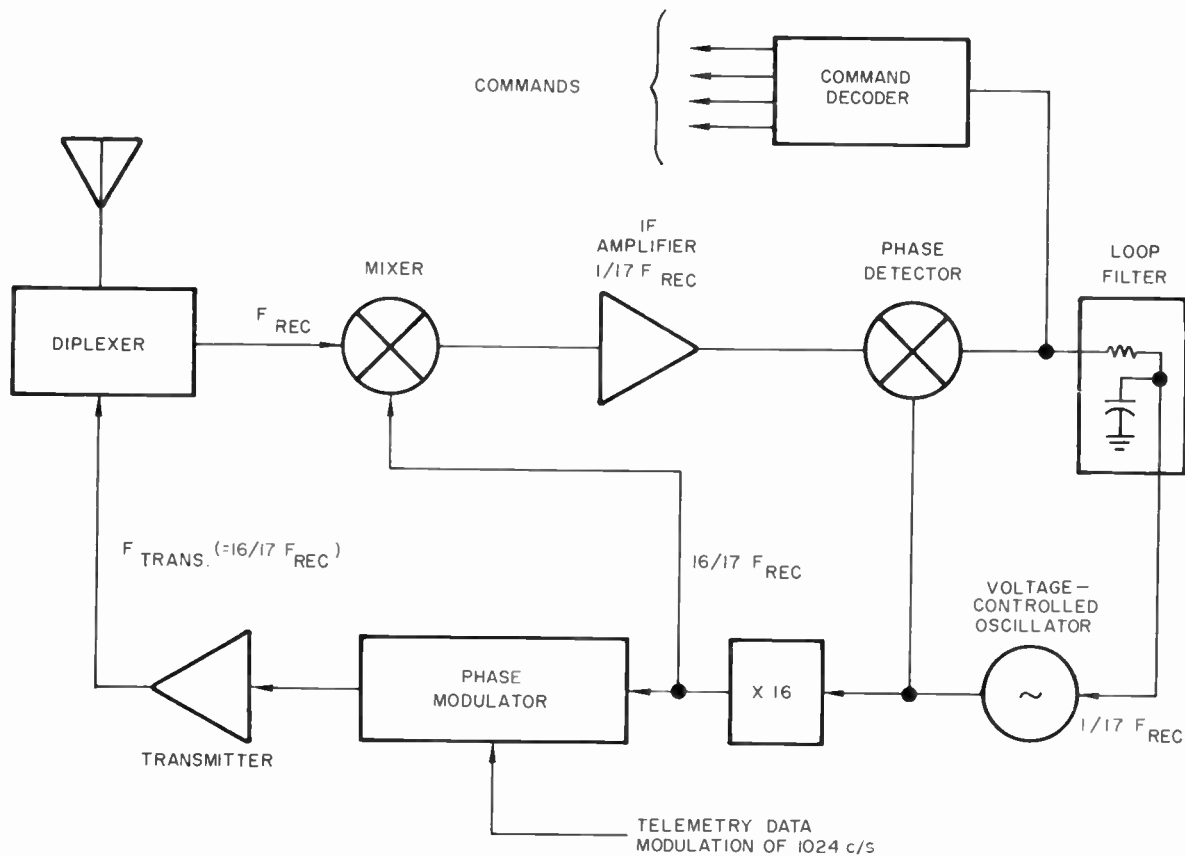 COMMANDS
COMMAND
DECODER
DIPLEXER
F REC
MIXER
IF
AMPLIFIER
1/17 F REC
PHASE
DETECTOR
LOOP
FILTER
F TRANS. (=16/17 F REC)
16/17 F REC
VOLTAGE-
CONTROLLED
OSCILLATOR
TRANSMITTER
PHASE
MODULATOR
X 16
~
1/17 F REC
TELEMETRY DATA
MODULATION OF 1024 c/s